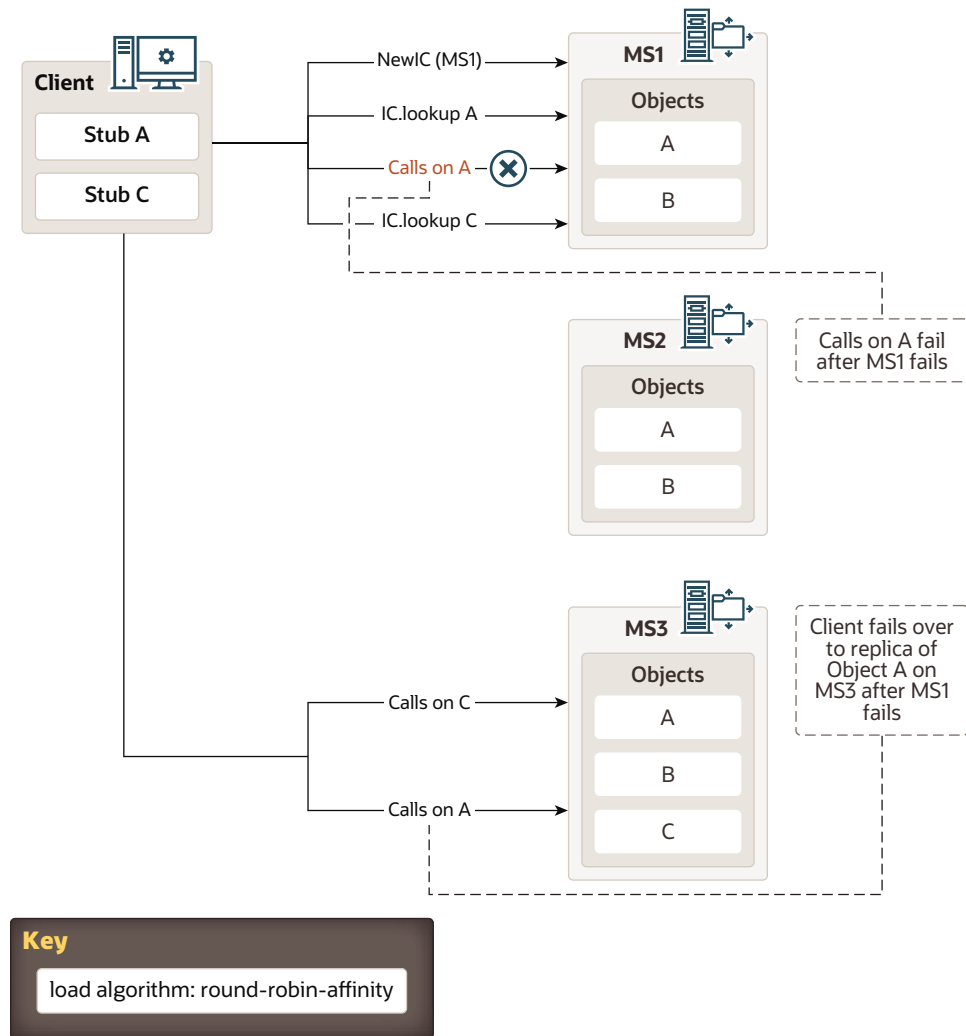 Client
Stub A
Stub C
NewIC (MS1)
IC.lookup A
Calls on A
IC.lookup C
MS1
Objects
A
B
Calls on A fail
after MS1 fails
MS2
Objects
A
B
Calls on C
Calls on A
MS3
Objects
A
B
C
Client fails over
to replica of
Object A on
MS3 after MS1
fails
Key
load algorithm: round-robin-affinity